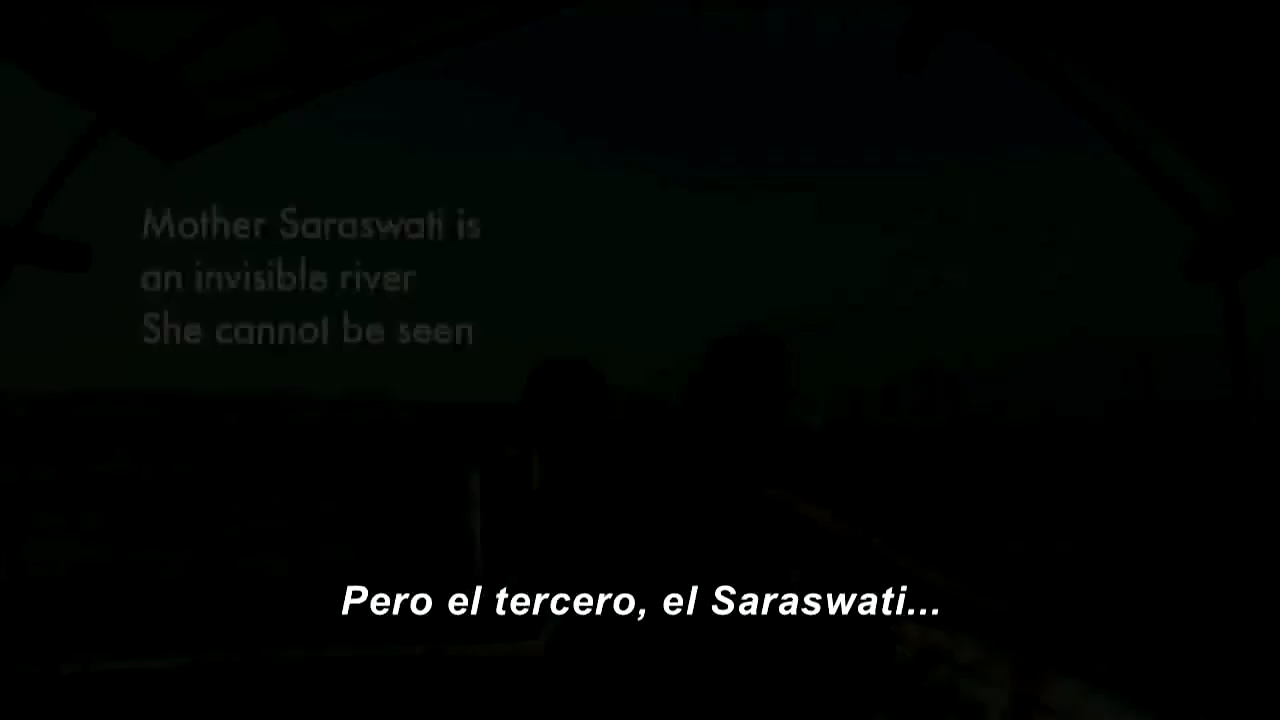 Mother Saraswati is
an invisible river
She cannot be seen
Pero el tercero, el Saraswati...